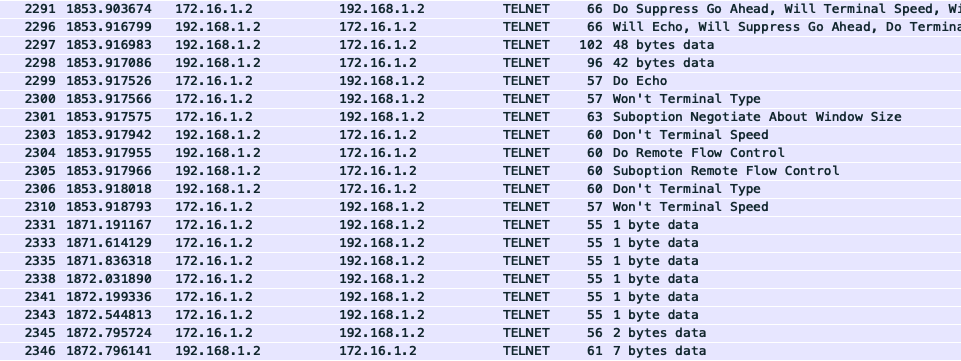 2291 1853.903674 172.16.1.2 192.168.1.2 TELNET 66 Do Suppress Go Ahead, Will Terminal Speed, Wi
2296 1853.916799 192.168.1.2 172.16.1.2 TELNET 66 Will Echo, Will Suppress Go Ahead, Do Termina
2297 1853.916983 192.168.1.2 172.16.1.2 TELNET 102 48 bytes data
2298 1853.917086 172.16.1.2 192.168.1.2 TELNET 96 42 bytes data
2299 1853.917526 172.16.1.2 192.168.1.2 TELNET 57 Do Echo
2300 1853.917566 172.16.1.2 192.168.1.2 TELNET 57 Won't Terminal Type
2301 1853.917575 172.16.1.2 192.168.1.2 TELNET 63 Suboption Negotiate About Window Size
2303 1853.917942 192.168.1.2 172.16.1.2 TELNET 60 Don't Terminal Speed
2304 1853.917955 192.168.1.2 172.16.1.2 TELNET 60 Do Remote Flow Control
2305 1853.917966 192.168.1.2 172.16.1.2 TELNET 60 Suboption Remote Flow Control
2306 1853.918018 192.168.1.2 172.16.1.2 TELNET 60 Don't Terminal Type
2310 1853.918793 172.16.1.2 192.168.1.2 TELNET 57 Won't Terminal Speed
2331 1871.191167 172.16.1.2 192.168.1.2 TELNET 55 1 byte data
2333 1871.614129 172.16.1.2 192.168.1.2 TELNET 55 1 byte data
2335 1871.836318 172.16.1.2 192.168.1.2 TELNET 55 1 byte data
2338 1872.031890 172.16.1.2 192.168.1.2 TELNET 55 1 byte data
2341 1872.199336 172.16.1.2 192.168.1.2 TELNET 55 1 byte data
2343 1872.544813 172.16.1.2 192.168.1.2 TELNET 55 1 byte data
2345 1872.795724 172.16.1.2 192.168.1.2 TELNET 56 2 bytes data
2346 1872.796141 192.168.1.2 172.16.1.2 TELNET 61 7 bytes data